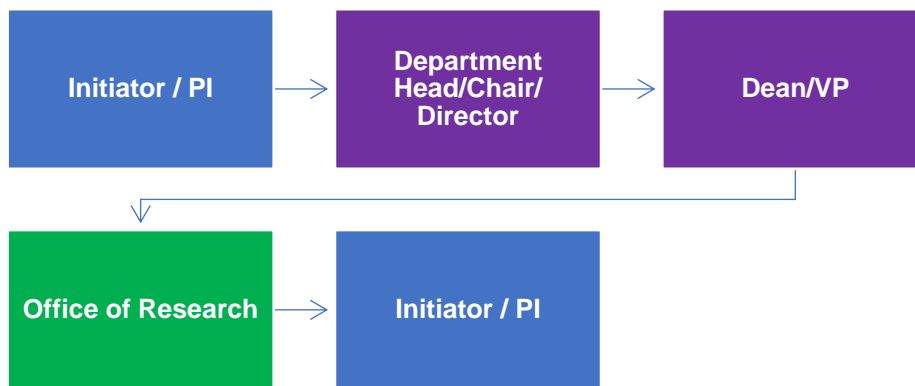 Initiator / PI
Department
Head/Chair/
Director
Dean/VP
Office of Research
Initiator / PI